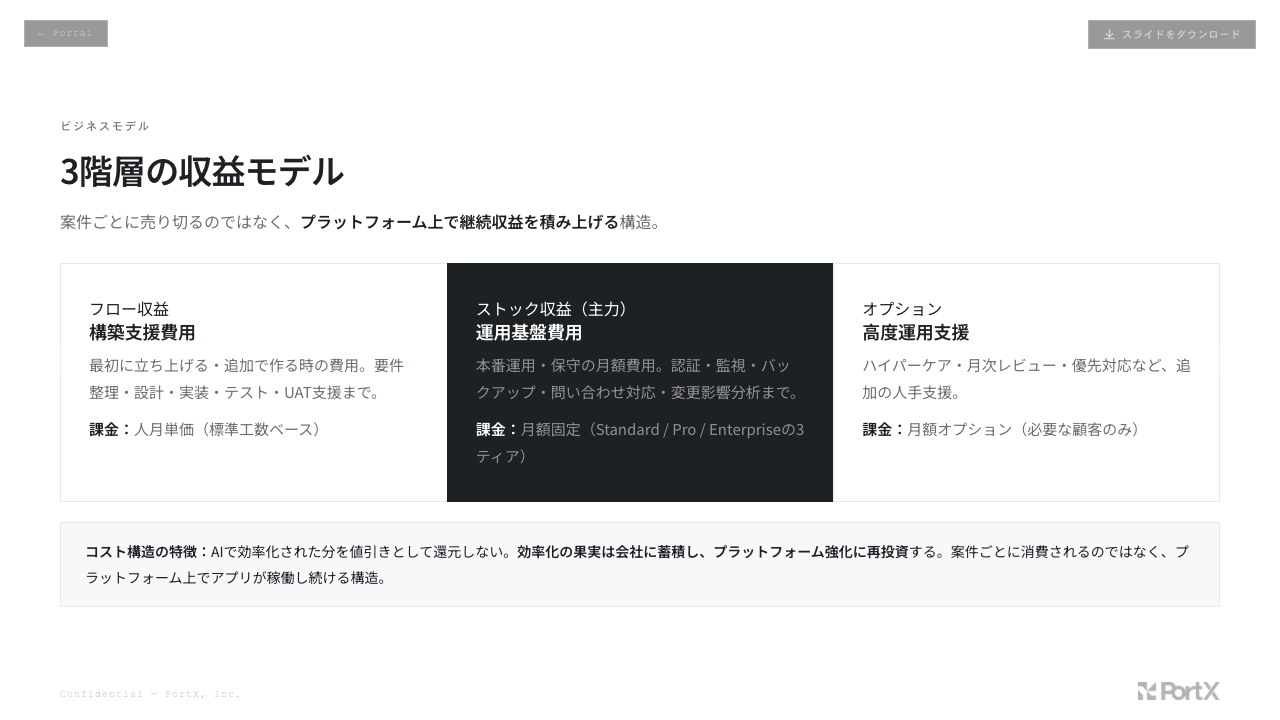 ← Portal
スライドをダウンロード
ビジネスモデル
3階層の収益モデル
案件ごとに売り切るのではなく、プラットフォーム上で継続収益を積み上げる構造。
フロー収益
構築支援費用
最初に立ち上げる・追加で作る時の費用。要件
整理・設計・実装・テスト・UAT支援まで。
課金：人月単価（標準工数ベース）
ストック収益（主力）
運用基盤費用
本番運用・保守の月額費用。認証・監視・バッ
クアップ・問い合わせ対応・変更影響分析まで。
課金：月額固定（Standard / Pro / Enterpriseの3
ティア）
オプション
高度運用支援
ハイパーケア・月次レビュー・優先対応など、追
加の人手支援。
課金：月額オプション（必要な顧客のみ）
コスト構造の特徴：AIで効率化された分を値引きとして還元しない。効率化の果実は会社に蓄積し、プラットフォーム強化に再投資する。案件ごとに消費されるのではなく、プ
ラットフォーム上でアプリが稼働し続ける構造。
Confidential — PortX, Inc.
PortX